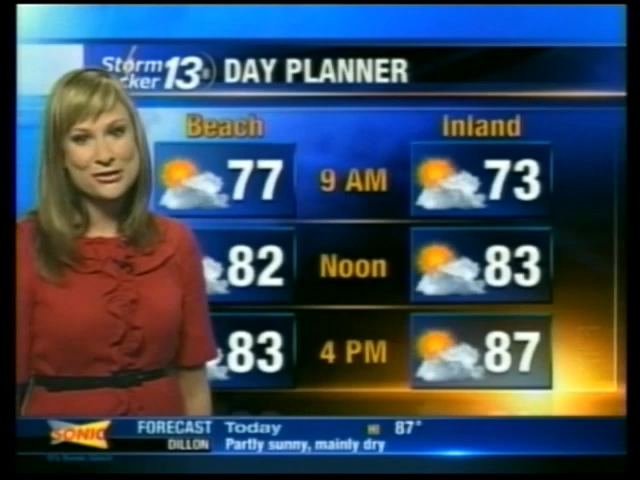 Storm
13 DAY PLANNER
Beach Inland
77 9 AM 73
82 Noon 83
83 4 PM 87
SONIC FORECAST Today HI 87°
DILLON Partly sunny, mainly dry